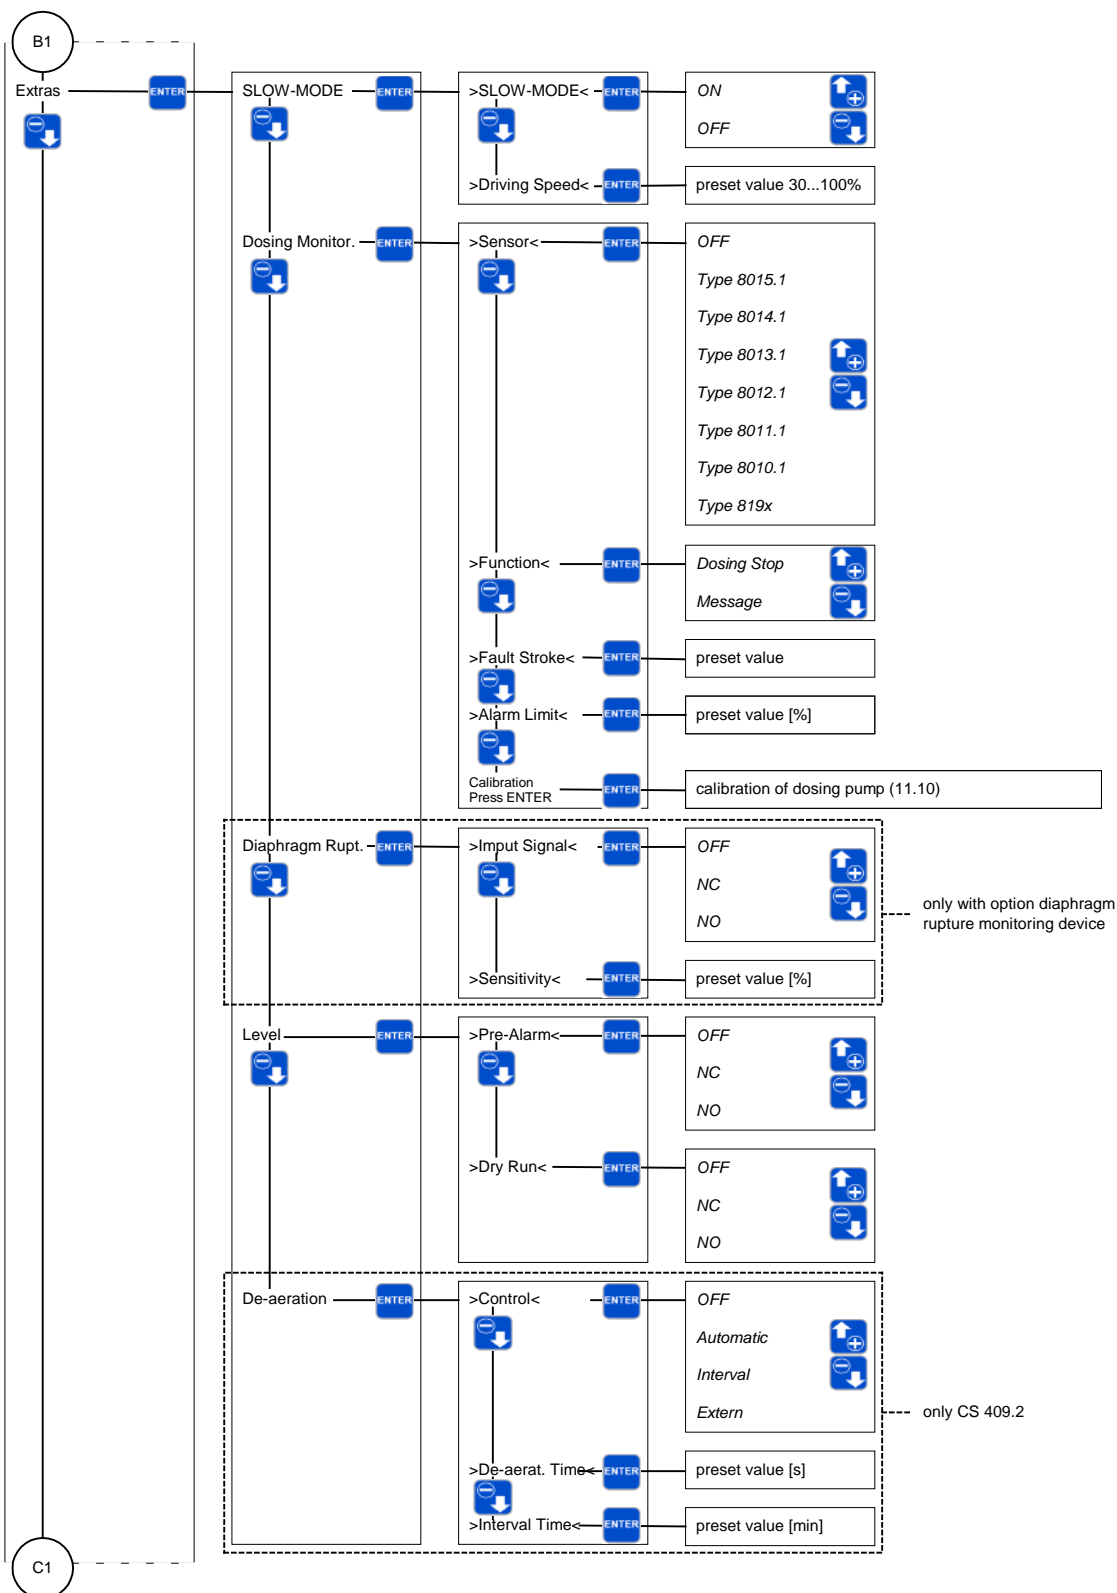 B1
Extras ENTER SLOW-MODE ENTER >SLOW-MODE< ENTER ON
OFF
>Driving Speed< ENTER preset value 30...100%
Dosing Monitor. ENTER >Sensor< ENTER OFF
Type 8015.1
Type 8014.1
Type 8013.1
Type 8012.1
Type 8011.1
Type 8010.1
Type 819x
>Function< ENTER Dosing Stop
Message
>Fault Stroke< ENTER preset value
>Alarm Limit< ENTER preset value [%]
Calibration
Press ENTER ENTER calibration of dosing pump (11.10)
Diaphragm Rupt. ENTER >Imput Signal< ENTER OFF
NC
NO
only with option diaphragm
rupture monitoring device
>Sensitivity< ENTER preset value [%]
Level ENTER >Pre-Alarm< ENTER OFF
NC
NO
>Dry Run< ENTER OFF
NC
NO
De-aeration ENTER >Control< ENTER OFF
Automatic
Interval
Extern
only CS 409.2
>De-aerat. Time< ENTER preset value [s]
>Interval Time< ENTER preset value [min]
C1